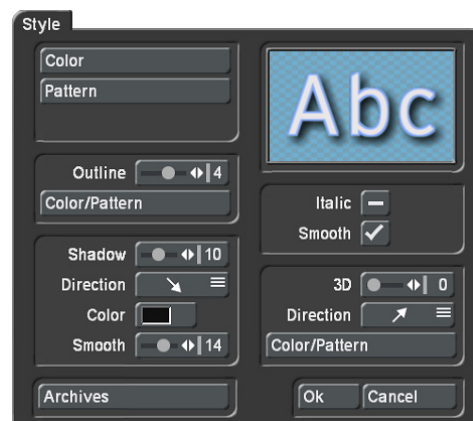 Style
Color
Pattern
Abc
Outline 4
Color/Pattern
Italic
Smooth
Shadow 10
Direction
Color
Smooth 14
3D 0
Direction
Color/Pattern
Archives
Ok
Cancel